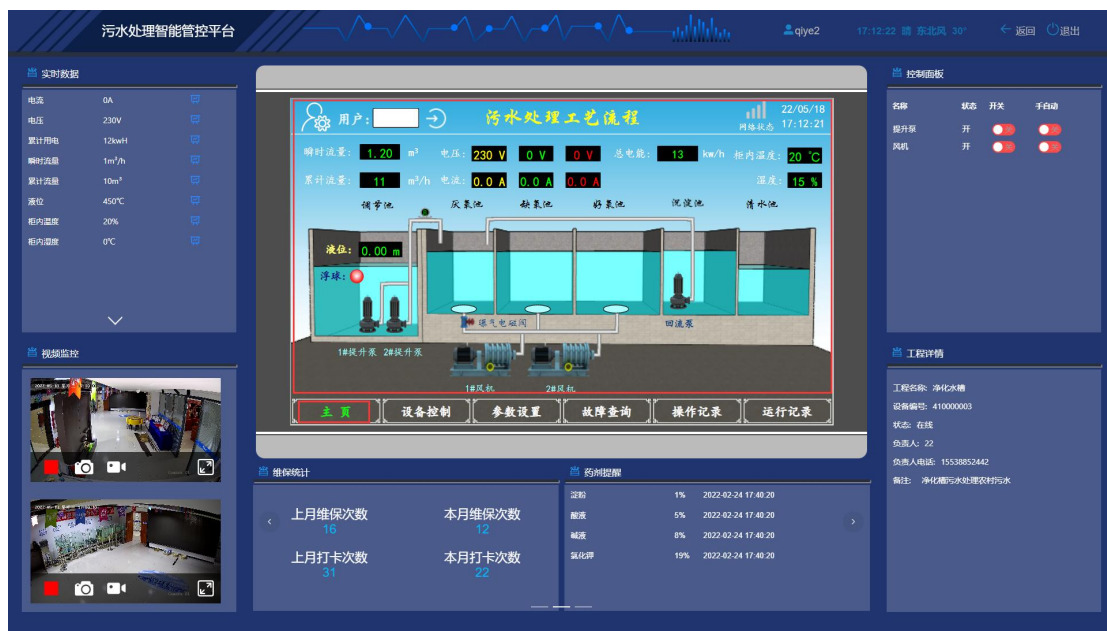 污水处理智能管控平台
qiye2
17:12:22 晴 东北风 30°
返回
退出
实时数据
电流 0A
电压 230V
累计用电 12kwH
瞬时流量 1m³/h
累计流量 10m³
液位 450℃
柜内温度 20%
柜内湿度 0℃
视频监控
用户:
污水处理工艺流程
网络状态
22/05/18
17:12:21
瞬时流量: 1.20 m³ 电压: 230 V 0 V 0 V 总电能: 13 kw/h 柜内温度: 20 ℃
累计流量: 11 m³/h 电流: 0.0 A 0.0 A 0.0 A 湿度: 15 %
调节池 厌氧池 缺氧池 好氧池 沉淀池 清水池
液位: 0.00 m
浮球:
曝气电磁阀
回流泵
1#提升泵 2#提升泵
1#风机 2#风机
主页 设备控制 参数设置 故障查询 操作记录 运行记录
维保统计
上月维保次数 本月维保次数
16 12
上月打卡次数 本月打卡次数
31 22
药剂提醒
淀粉 1% 2022-02-24 17:40:20
酸液 5% 2022-02-24 17:40:20
碱液 8% 2022-02-24 17:40:20
氯化钾 19% 2022-02-24 17:40:20
控制面板
名称 状态 开关 手自动
提升泵 开
风机 开
工程详情
工程名称: 净化水槽
设备编号: 410000003
状态: 在线
负责人: 22
负责人电话: 15538852442
备注: 净化槽污水处理农村污水